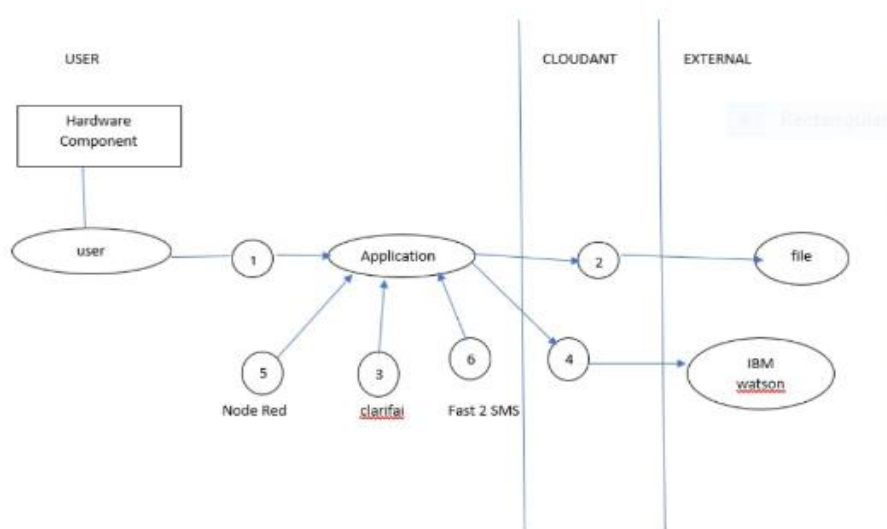 USER
CLOUDANT
EXTERNAL
Hardware
Component
Rectangular
user
1
Application
2
file
5
3
6
4
IBM
watson
Node Red
clarifai
Fast 2 SMS